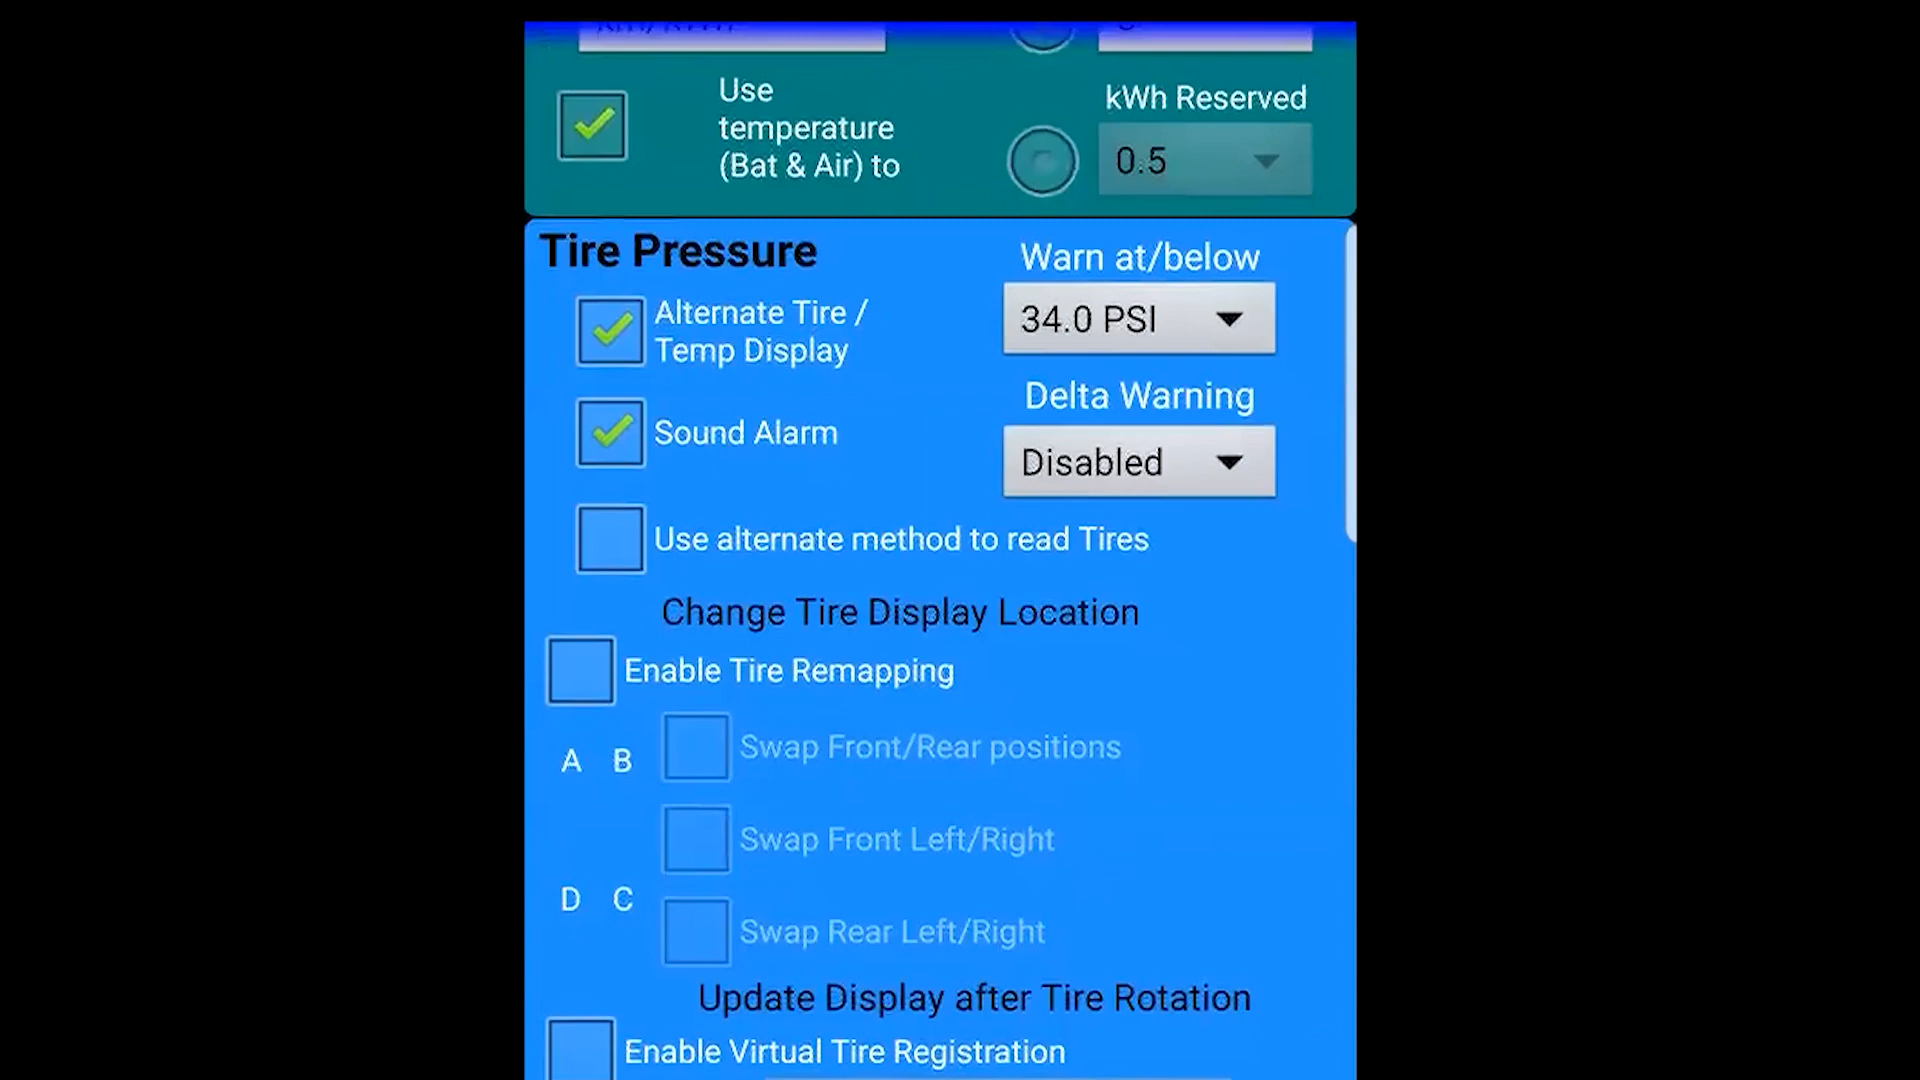 Use
temperature
(Bat & Air) to
kWh Reserved
0.5
Tire Pressure
Warn at/below
Alternate Tire /
Temp Display
34.0 PSI
Delta Warning
Sound Alarm
Disabled
Use alternate method to read Tires
Change Tire Display Location
Enable Tire Remapping
A B
Swap Front/Rear positions
Swap Front Left/Right
D C
Swap Rear Left/Right
Update Display after Tire Rotation
Enable Virtual Tire Registration